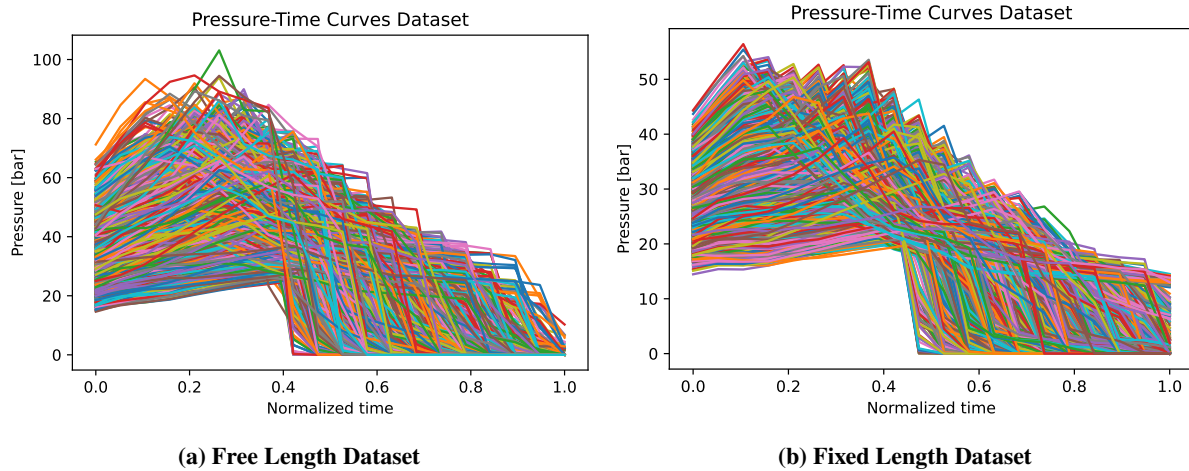 Pressure-Time Curves Dataset
100
80
60
40
20
0
Pressure [bar]
0.0 0.2 0.4 0.6 0.8 1.0
Normalized time
(a) Free Length Dataset
Pressure-Time Curves Dataset
50
40
30
20
10
0
Pressure [bar]
0.0 0.2 0.4 0.6 0.8 1.0
Normalized time
(b) Fixed Length Dataset